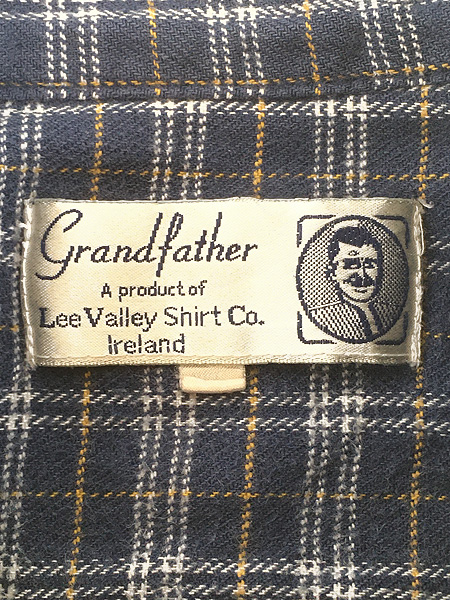 Grandfather
A product of
Lee Valley Shirt Co.
Ireland